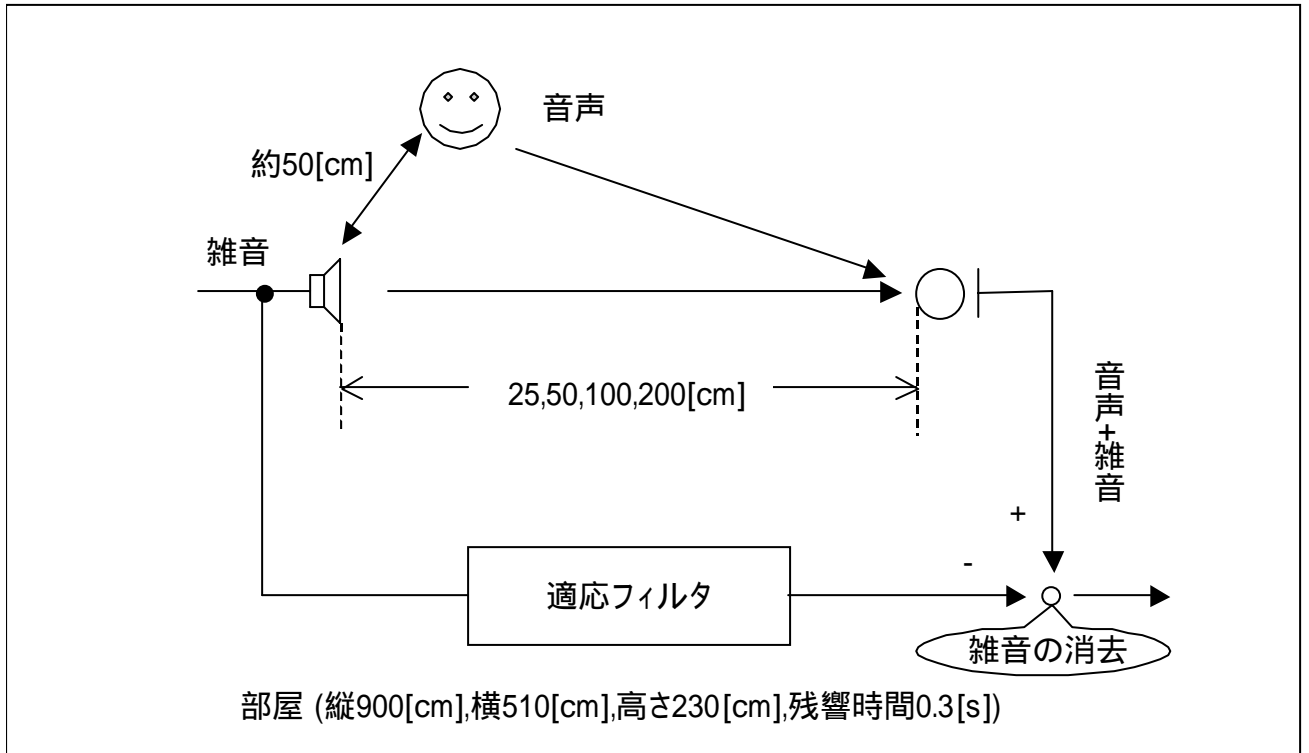 音声
約50[cm]
雑音
25,50,100,200[cm]
音声+雑音
+
-
適応フィルタ
雑音の消去
部屋 (縦900[cm],横510[cm],高さ230[cm],残響時間0.3[s])